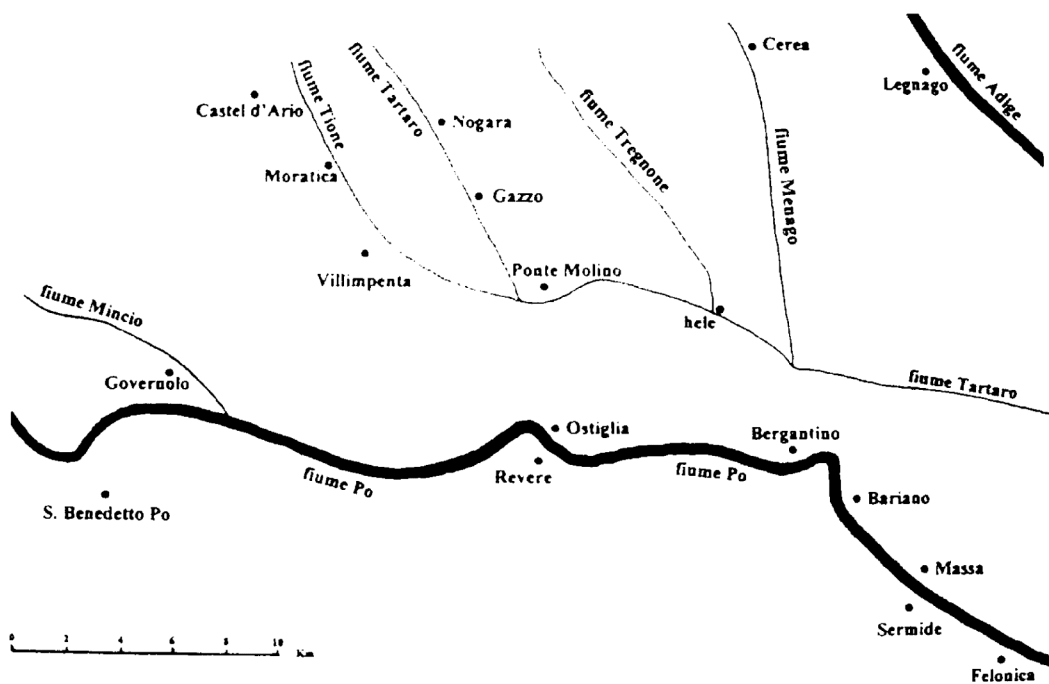 fiume Tione
fiume Tartaro
fiume Tregnone
Cerea
fiume Adige
Legnago
Castel d'Ario
Nogara
Moratica
Gazzo
fiume Menago
Villimpenta
Ponte Molino
fiume Mincio
hele
Governolo
fiume Tartaro
Ostiglia
Bergantino
fiume Po
Revere
fiume Po
S. Benedetto Po
Bariano
Massa
Sermide
Felonica
0 2 4 6 8 10 Km